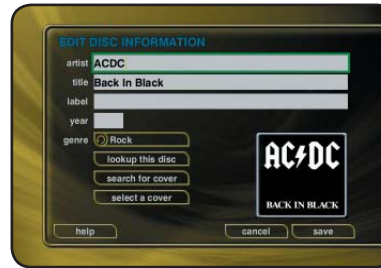 EDIT DISC INFORMATION
artist ACDC
title Back In Black
label
year
genre Rock
lookup this disc
search for cover
select a cover
AC⚡DC
BACK IN BLACK
help cancel save